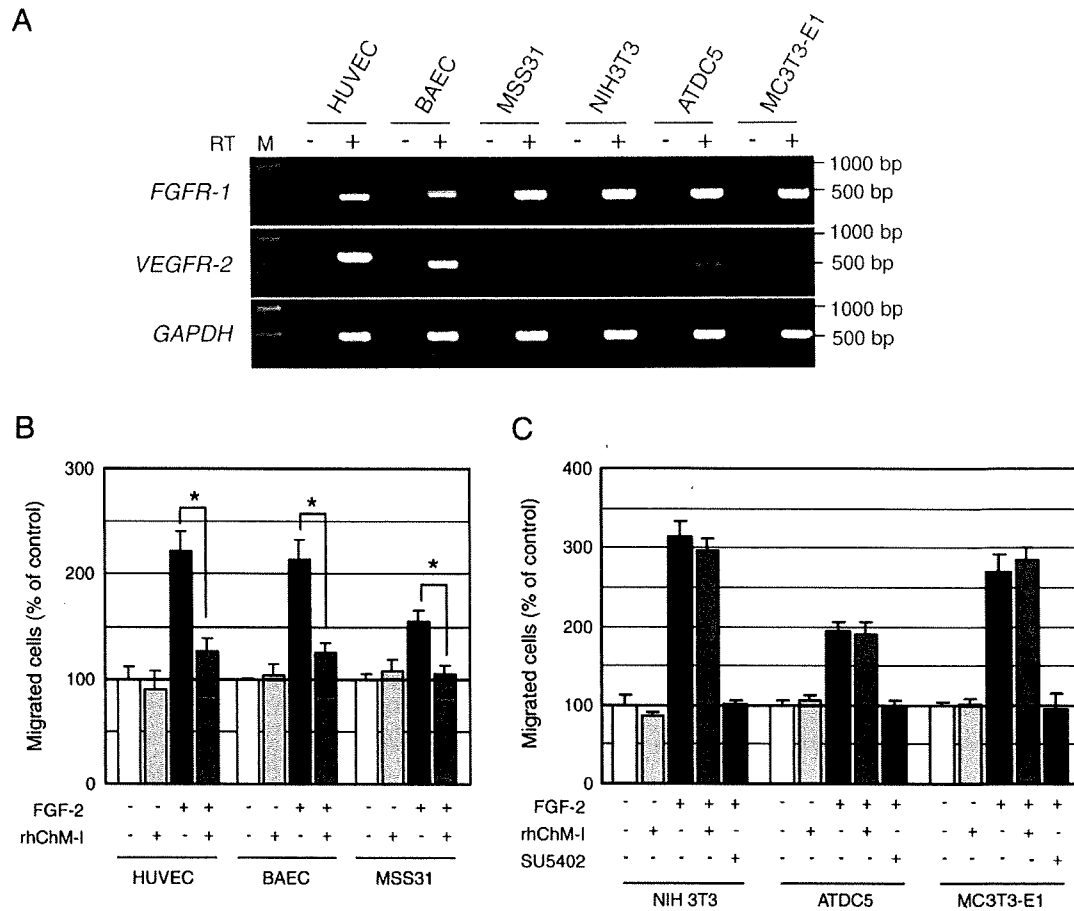 A
HUVEC BAEC MSS31 NIH3T3 ATDC5 MC3T3-E1
RT M - + - + - + - + - + - +
FGFR-1 1000 bp
500 bp
VEGFR-2 1000 bp
500 bp
GAPDH 1000 bp
500 bp
B
Migrated cells (% of control)
300
200
100
0
* * *
FGF-2 - - + + - - + + - - + +
rhChM-I - + - + - + - + - + - +
HUVEC BAEC MSS31
C
Migrated cells (% of control)
400
300
200
100
0
FGF-2 - - + + + - - + + + - - + + +
rhChM-I - + - + - - + - + - - + - + -
SU5402 - - - - + - - - - + - - - - +
NIH 3T3 ATDC5 MC3T3-E1